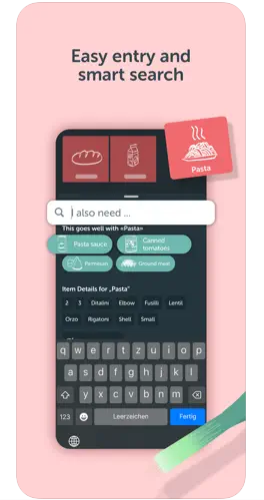 Easy entry and
smart search
Pasta
I also need ...
This goes well with «Pasta»
Pasta sauce
Canned
tomatoes
Parmesan
Ground meat
Item Details for „Pasta“
2 3 Ditalini Elbow Fusilli Lentil
Orzo Rigatoni Shell Small
q w e r t z u i o p
a s d f g h j k l
y x c v b n m
123 Leerzeichen Fertig